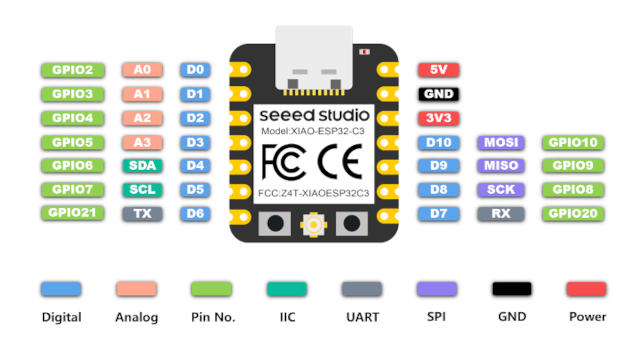 GPIO2 A0 D0 5V
GPIO3 A1 D1 GND
GPIO4 A2 D2 3V3
GPIO5 A3 D3 D10 MOSI GPIO10
GPIO6 SDA D4 D9 MISO GPIO9
GPIO7 SCL D5 D8 SCK GPIO8
GPIO21 TX D6 D7 RX GPIO20
seeed studio
Model:XIAO-ESP32-C3
FC CE
FCC:Z4T-XIAOESP32C3
Digital Analog Pin No. IIC UART SPI GND Power